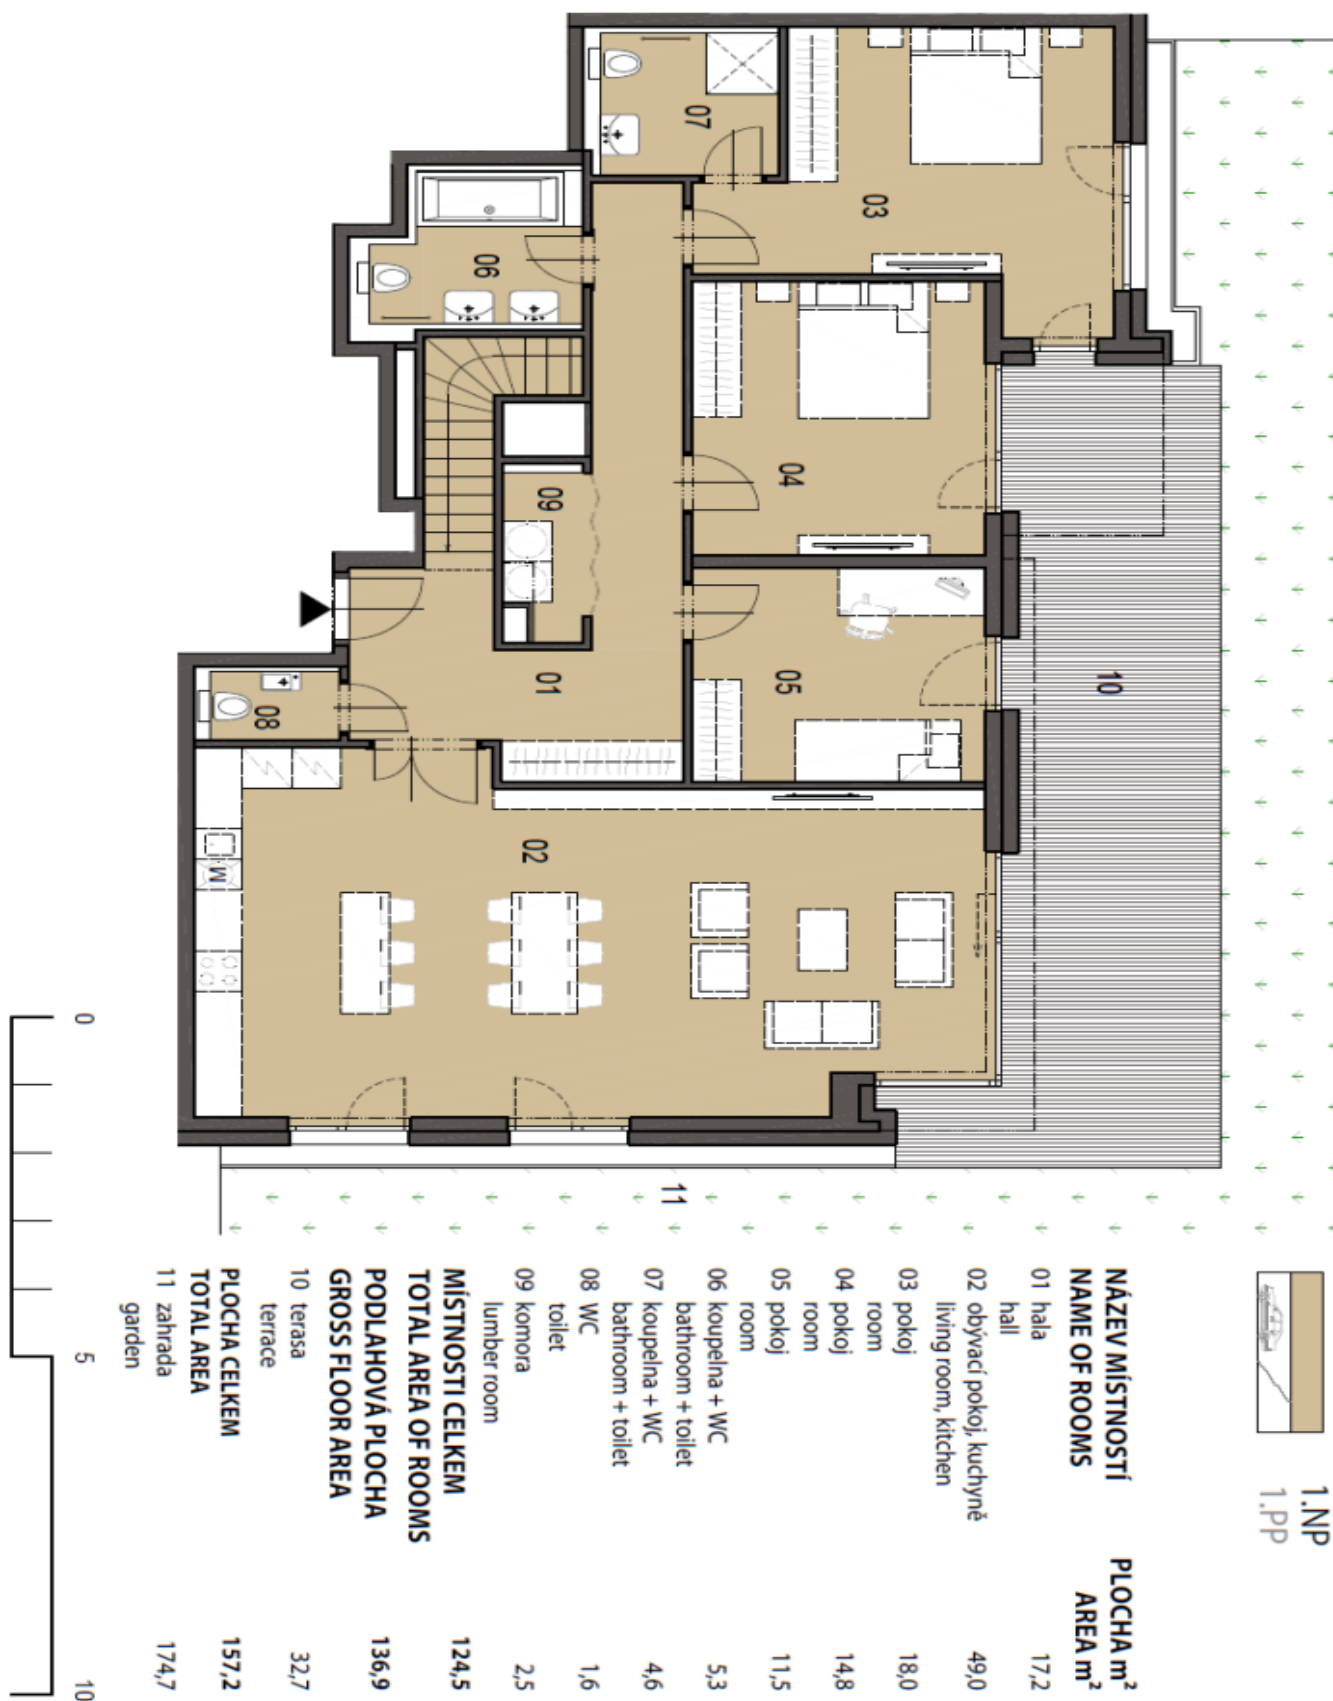 1.NP
1.PP
NÁZEV MÍSTNOSTÍ PLOCHA m²
NAME OF ROOMS AREA m²
01 hala 17,2
hall
02 obývací pokoj, kuchyně 49,0
living room, kitchen
03 pokoj 18,0
room
04 pokoj 14,8
room
05 pokoj 11,5
room
06 koupelna + WC 5,3
bathroom + toilet
07 koupelna + WC 4,6
bathroom + toilet
08 WC 1,6
toilet
09 komora 2,5
lumber room
MÍSTNOSTI CELKEM 124,5
TOTAL AREA OF ROOMS
PODLAHOVÁ PLOCHA 136,9
GROSS FLOOR AREA
10 terasa 32,7
terrace
PLOCHA CELKEM 157,2
TOTAL AREA
11 zahrada 174,7
garden
10
11
03
04
05
07
06
09
01
02
08
M
0 5 10